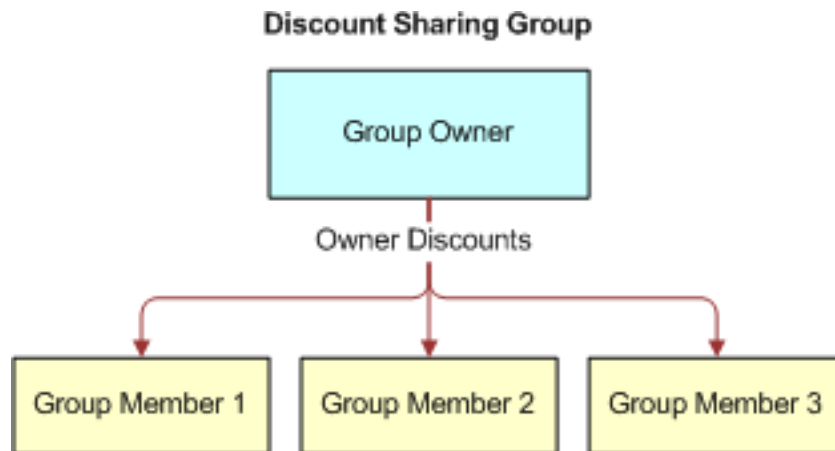 Discount Sharing Group
Group Owner
Owner Discounts
Group Member 1
Group Member 2
Group Member 3